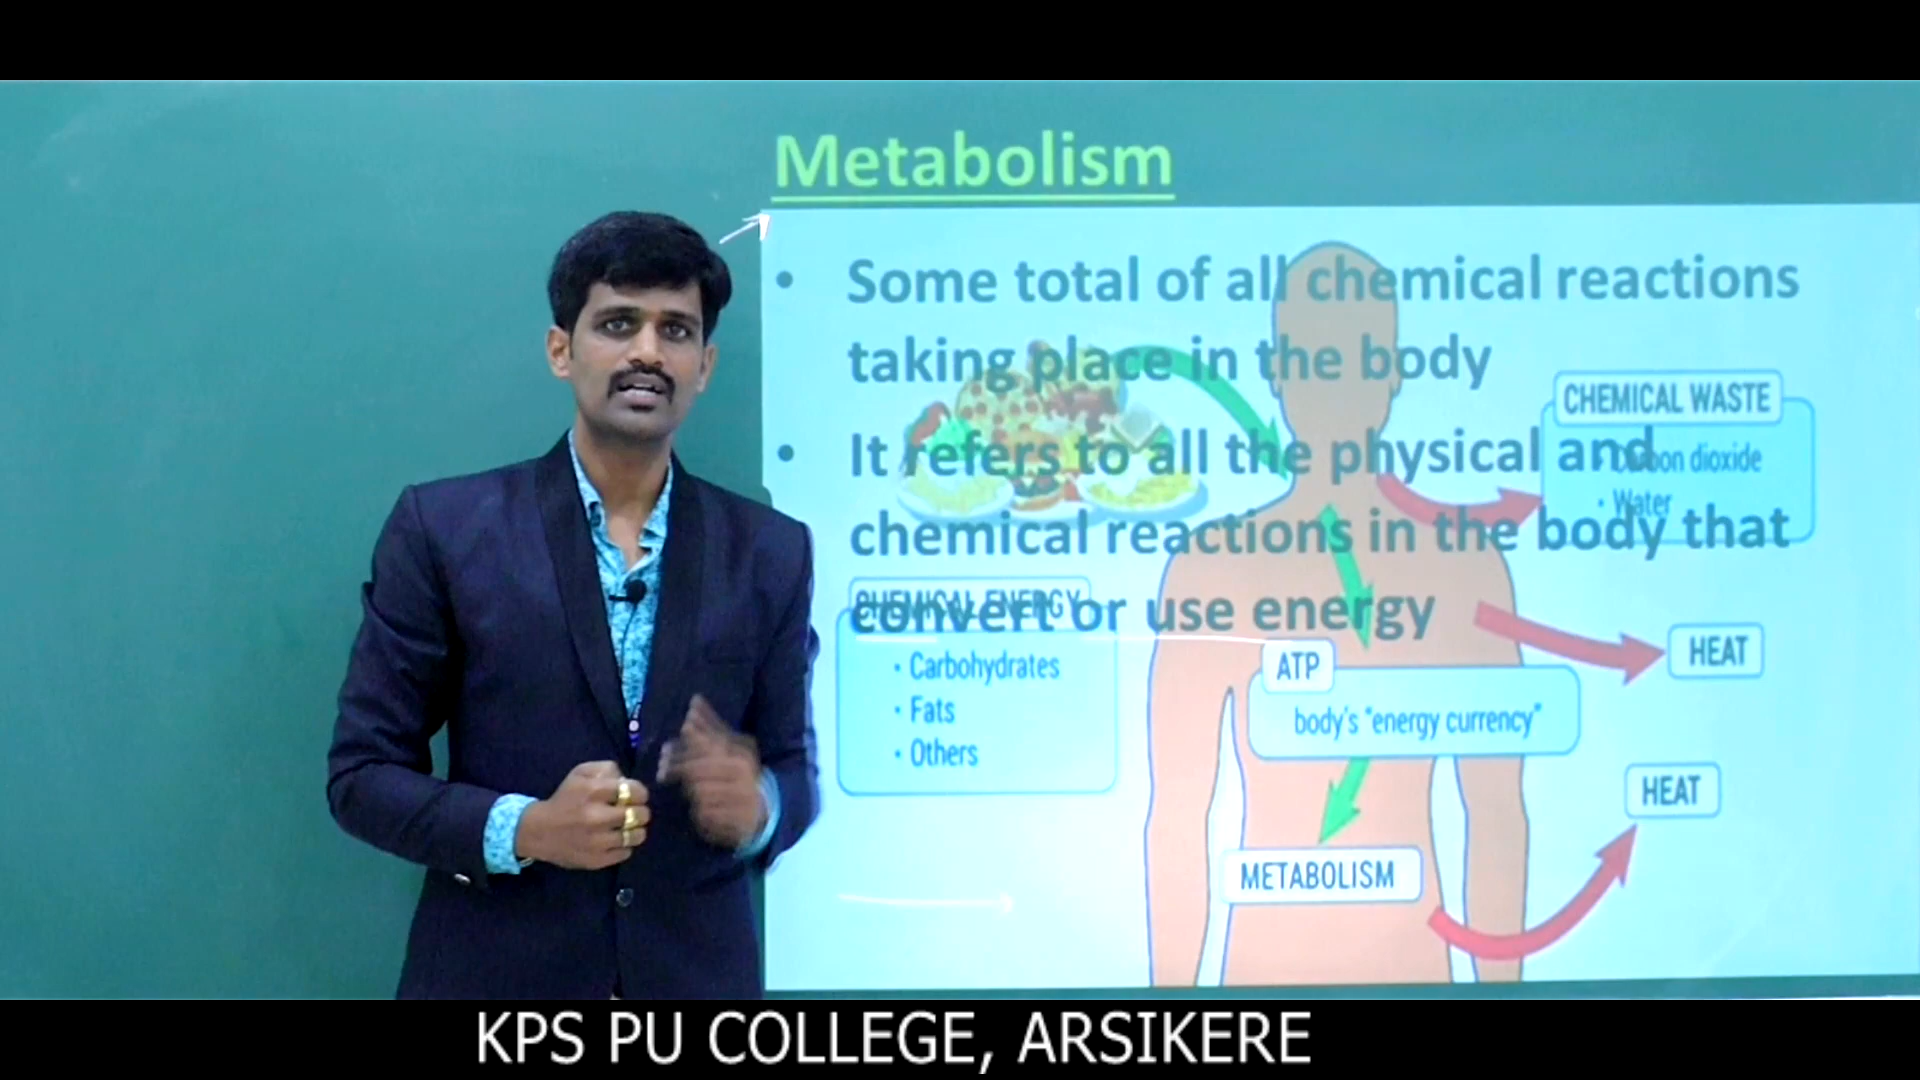 Metabolism
• Some total of all chemical reactions
taking place in the body
• It refers to all the physical and
chemical reactions in the body that
convert or use energy
CHEMICAL WASTE
• Carbon dioxide
• Water
CHEMICAL ENERGY
• Carbohydrates
• Fats
• Others
ATP
body's "energy currency"
HEAT
HEAT
METABOLISM
KPS PU COLLEGE, ARSIKERE